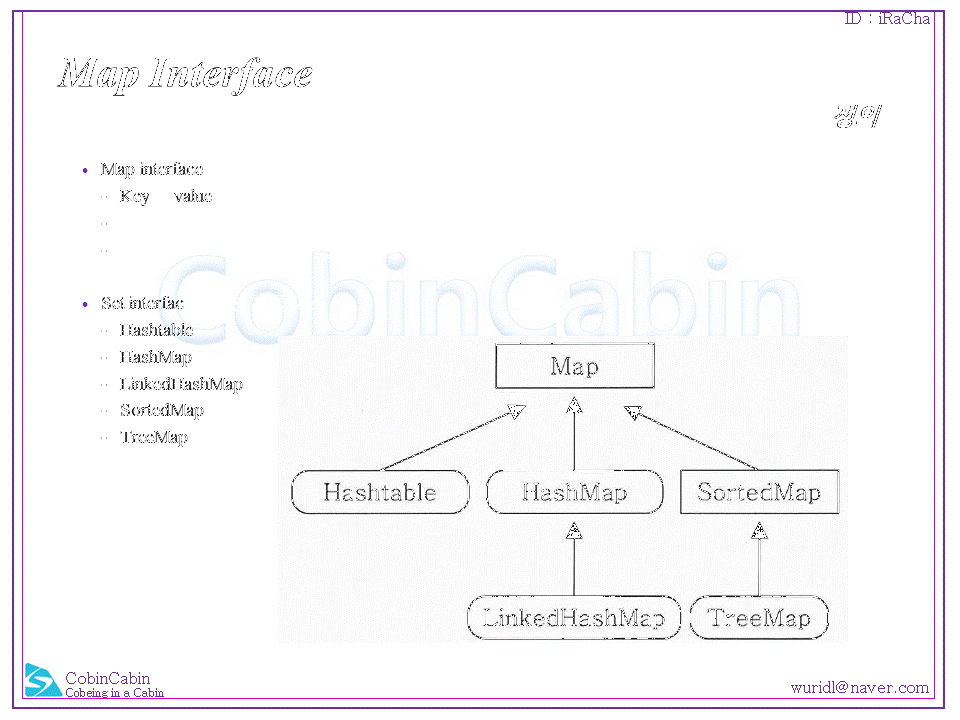 ID : iRaCha
Map Interface
정의
Map interface
Key value
Set interfac
Hashtable
HashMap
LinkedHashMap
SortedMap
TreeMap
CobinCabin
Map
Hashtable
HashMap
SortedMap
LinkedHashMap
TreeMap
CobinCabin
Cobeing in a Cabin
wuridl@naver.com